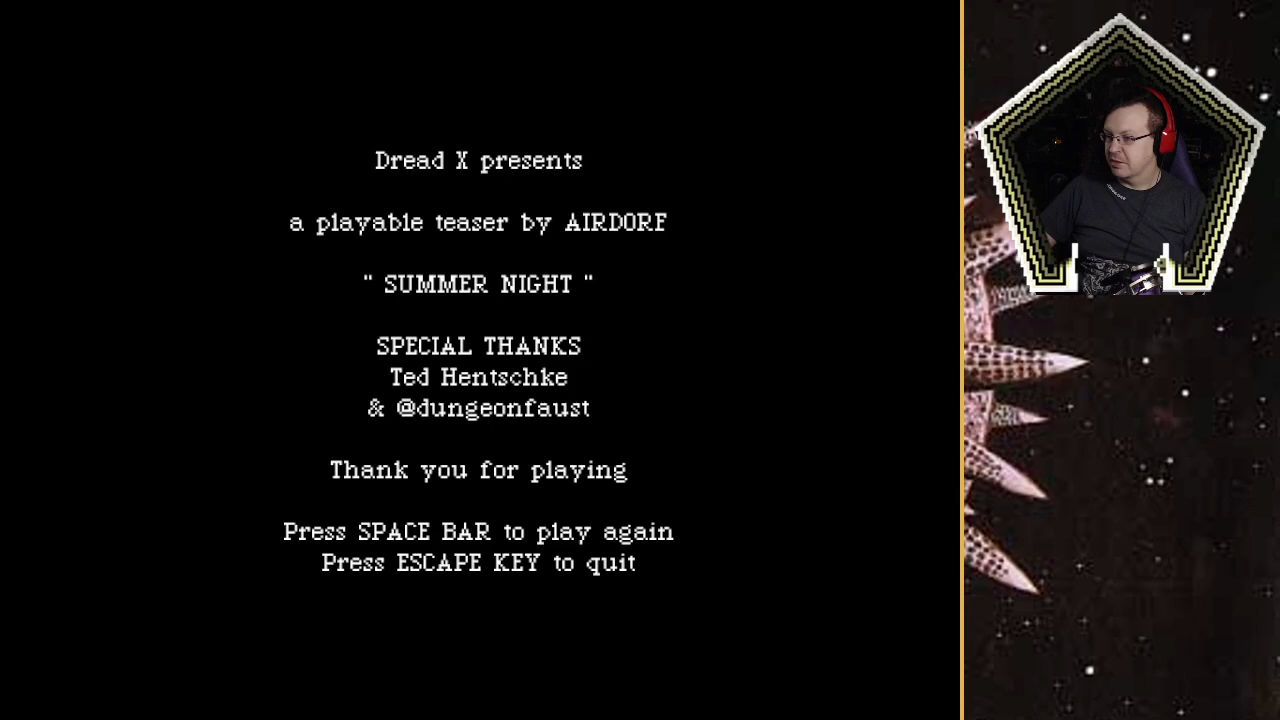 Dread X presents
a playable teaser by AIRDORF
" SUMMER NIGHT "
SPECIAL THANKS
Ted Hentschke
& @dungeonfaust
Thank you for playing
Press SPACE BAR to play again
Press ESCAPE KEY to quit